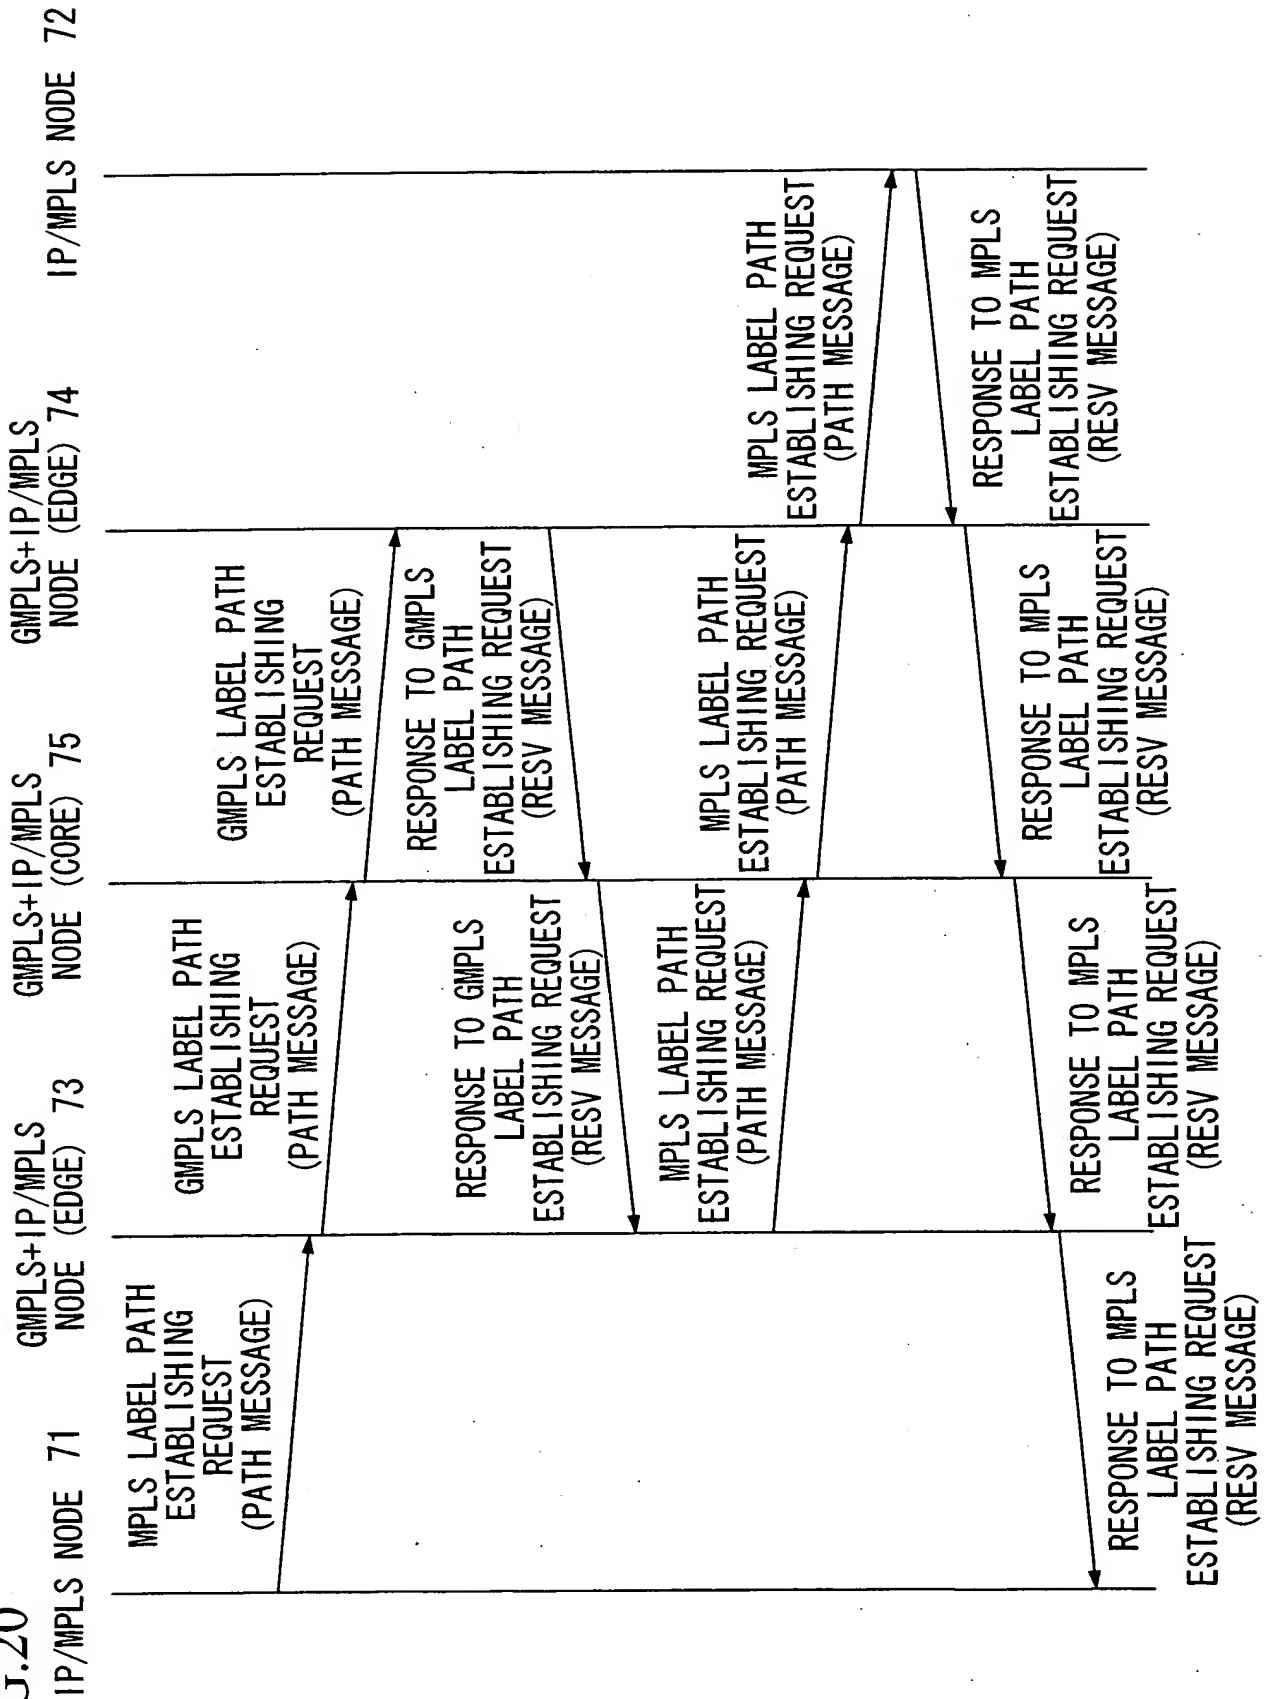 G.20
IP/MPLS NODE 71
GMPLS+IP/MPLS
NODE (EDGE) 73
GMPLS+IP/MPLS
NODE (CORE) 75
GMPLS+IP/MPLS
NODE (EDGE) 74
IP/MPLS NODE 72
MPLS LABEL PATH
ESTABLISHING
REQUEST
(PATH MESSAGE)
GMPLS LABEL PATH
ESTABLISHING
REQUEST
(PATH MESSAGE)
GMPLS LABEL PATH
ESTABLISHING
REQUEST
(PATH MESSAGE)
RESPONSE TO GMPLS
LABEL PATH
ESTABLISHING REQUEST
(RESV MESSAGE)
RESPONSE TO GMPLS
LABEL PATH
ESTABLISHING REQUEST
(RESV MESSAGE)
MPLS LABEL PATH
ESTABLISHING REQUEST
(PATH MESSAGE)
MPLS LABEL PATH
ESTABLISHING REQUEST
(PATH MESSAGE)
MPLS LABEL PATH
ESTABLISHING REQUEST
(PATH MESSAGE)
RESPONSE TO MPLS
LABEL PATH
ESTABLISHING REQUEST
(RESV MESSAGE)
RESPONSE TO MPLS
LABEL PATH
ESTABLISHING REQUEST
(RESV MESSAGE)
RESPONSE TO MPLS
LABEL PATH
ESTABLISHING REQUEST
(RESV MESSAGE)
RESPONSE TO MPLS
LABEL PATH
ESTABLISHING REQUEST
(RESV MESSAGE)